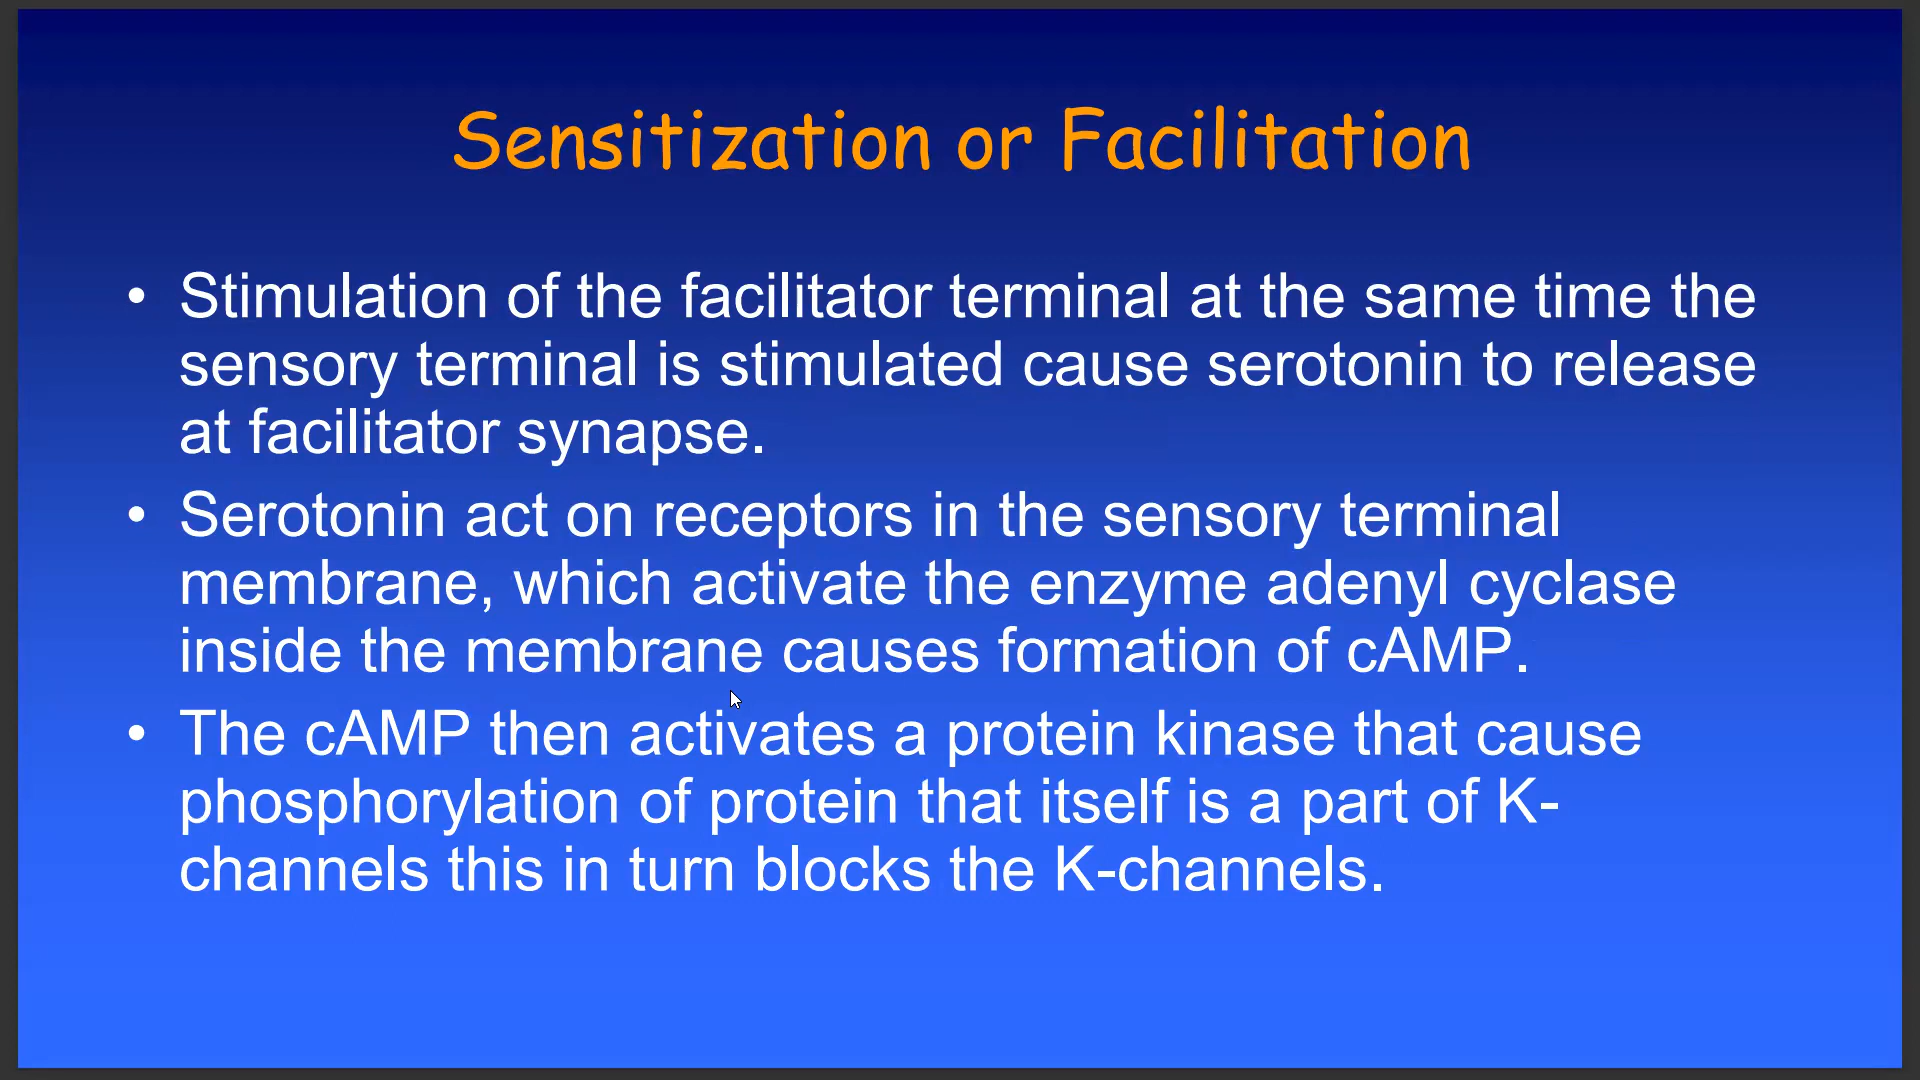 Sensitization or Facilitation
• Stimulation of the facilitator terminal at the same time the
sensory terminal is stimulated cause serotonin to release
at facilitator synapse.
• Serotonin act on receptors in the sensory terminal
membrane, which activate the enzyme adenyl cyclase
inside the membrane causes formation of cAMP.
• The cAMP then activates a protein kinase that cause
phosphorylation of protein that itself is a part of K-
channels this in turn blocks the K-channels.